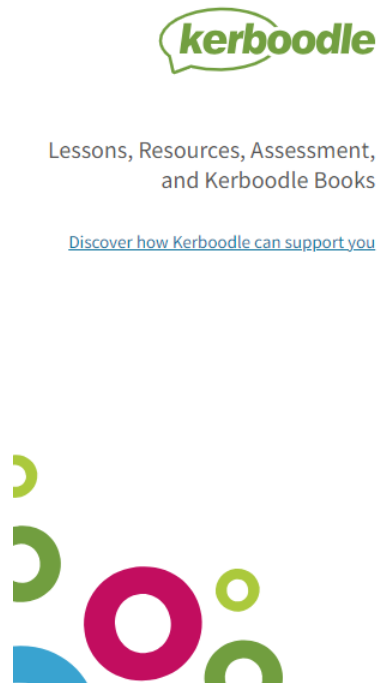 kerboodle
Lessons, Resources, Assessment,
and Kerboodle Books
Discover how Kerboodle can support you